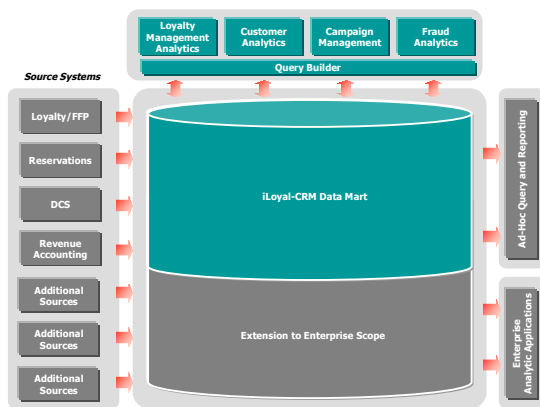 Loyalty
Management
Analytics
Customer
Analytics
Campaign
Management
Fraud
Analytics
Query Builder
Source Systems
Loyalty/FFP
Reservations
DCS
Revenue
Accounting
Additional
Sources
Additional
Sources
Additional
Sources
iLoyal-CRM Data Mart
Extension to Enterprise Scope
Ad-Hoc Query and Reporting
Enterprise
Analytic Applications